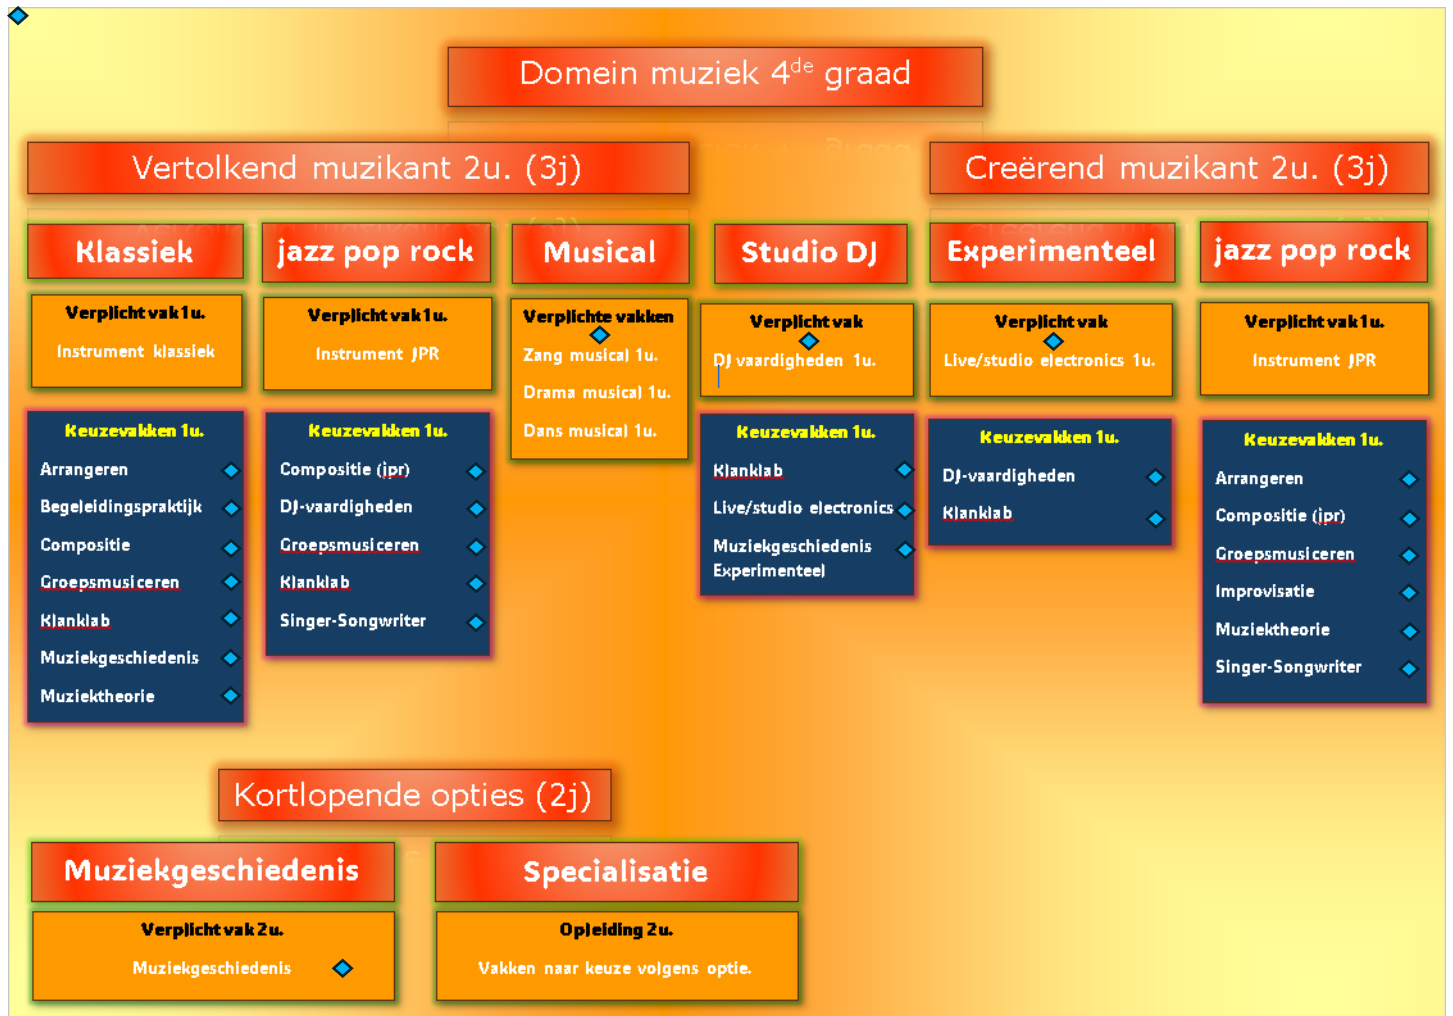 Domein muziek 4de graad
Vertolkend muzikant 2u. (3j)
Creërend muzikant 2u. (3j)
Klassiek
Verplicht vak 1u.
Instrument klassiek
Keuzevakken 1u.
Arrangeren
Begeleidingspraktijk
Compositie
Groepsmusiceren
Klanklab
Muziekgeschiedenis
Muziektheorie
jazz pop rock
Verplicht vak 1u.
Instrument JPR
Keuzevakken 1u.
Compositie (jpr)
DJ-vaardigheden
Groepsmusiceren
Klanklab
Singer-Songwriter
Musical
Verplichte vakken
Zang musical 1u.
Drama musical 1u.
Dans musical 1u.
Studio DJ
Verplicht vak
DJ vaardigheden 1u.
Keuzevakken 1u.
Klanklab
Live/studio electronics
Muziekgeschiedenis
Experimenteel
Experimenteel
Verplicht vak
Live/studio electronics 1u.
Keuzevakken 1u.
DJ-vaardigheden
Klanklab
jazz pop rock
Verplicht vak 1u.
Instrument JPR
Keuzevakken 1u.
Arrangeren
Compositie (jpr)
Groepsmusiceren
Improvisatie
Muziektheorie
Singer-Songwriter
Kortlopende opties (2j)
Muziekgeschiedenis
Verplicht vak 2u.
Muziekgeschiedenis
Specialisatie
Opleiding 2u.
Vakken naar keuze volgens optie.